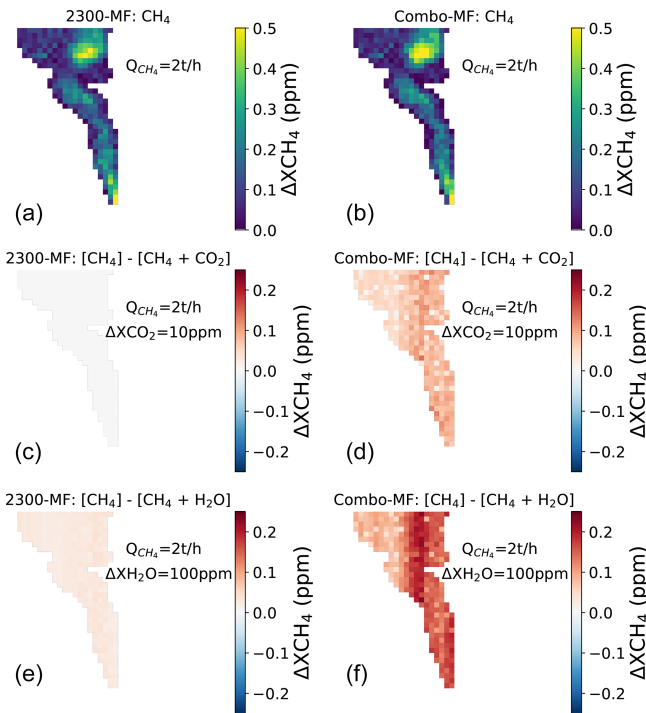 2300-MF: CH₄
Combo-MF: CH₄
0.5
0.4
0.3
0.2
0.1
0.0
ΔXCH₄ (ppm)
Q_CH₄=2t/h
(a)
0.5
0.4
0.3
0.2
0.1
0.0
ΔXCH₄ (ppm)
Q_CH₄=2t/h
(b)
2300-MF: [CH₄] - [CH₄ + CO₂]
Combo-MF: [CH₄] - [CH₄ + CO₂]
Q_CH₄=2t/h
ΔXCO₂=10ppm
0.2
0.1
0.0
−0.1
−0.2
ΔXCH₄ (ppm)
(c)
Q_CH₄=2t/h
ΔXCO₂=10ppm
0.2
0.1
0.0
−0.1
−0.2
ΔXCH₄ (ppm)
(d)
2300-MF: [CH₄] - [CH₄ + H₂O]
Combo-MF: [CH₄] - [CH₄ + H₂O]
Q_CH₄=2t/h
ΔXH₂O=100ppm
0.2
0.1
0.0
−0.1
−0.2
ΔXCH₄ (ppm)
(e)
Q_CH₄=2t/h
ΔXH₂O=100ppm
0.2
0.1
0.0
−0.1
−0.2
ΔXCH₄ (ppm)
(f)